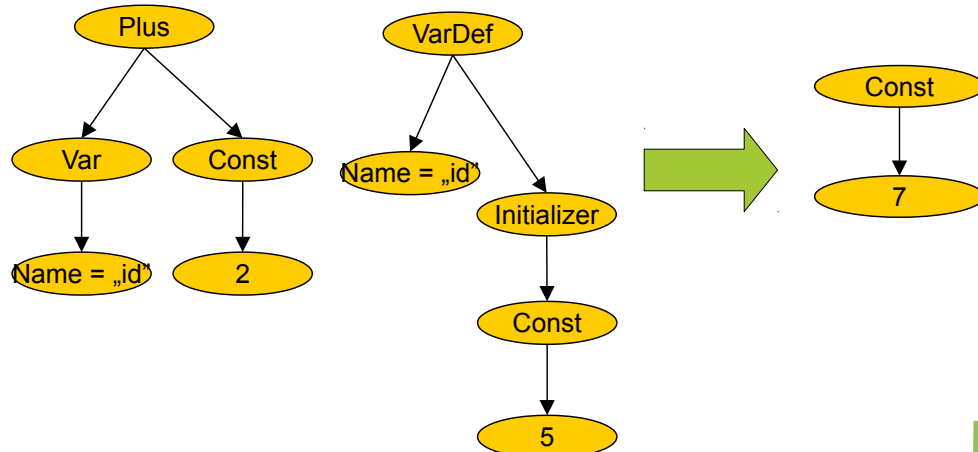 Plus
Var
Const
Name = „id”
2
VarDef
Name = „id”
Initializer
Const
5
Const
7